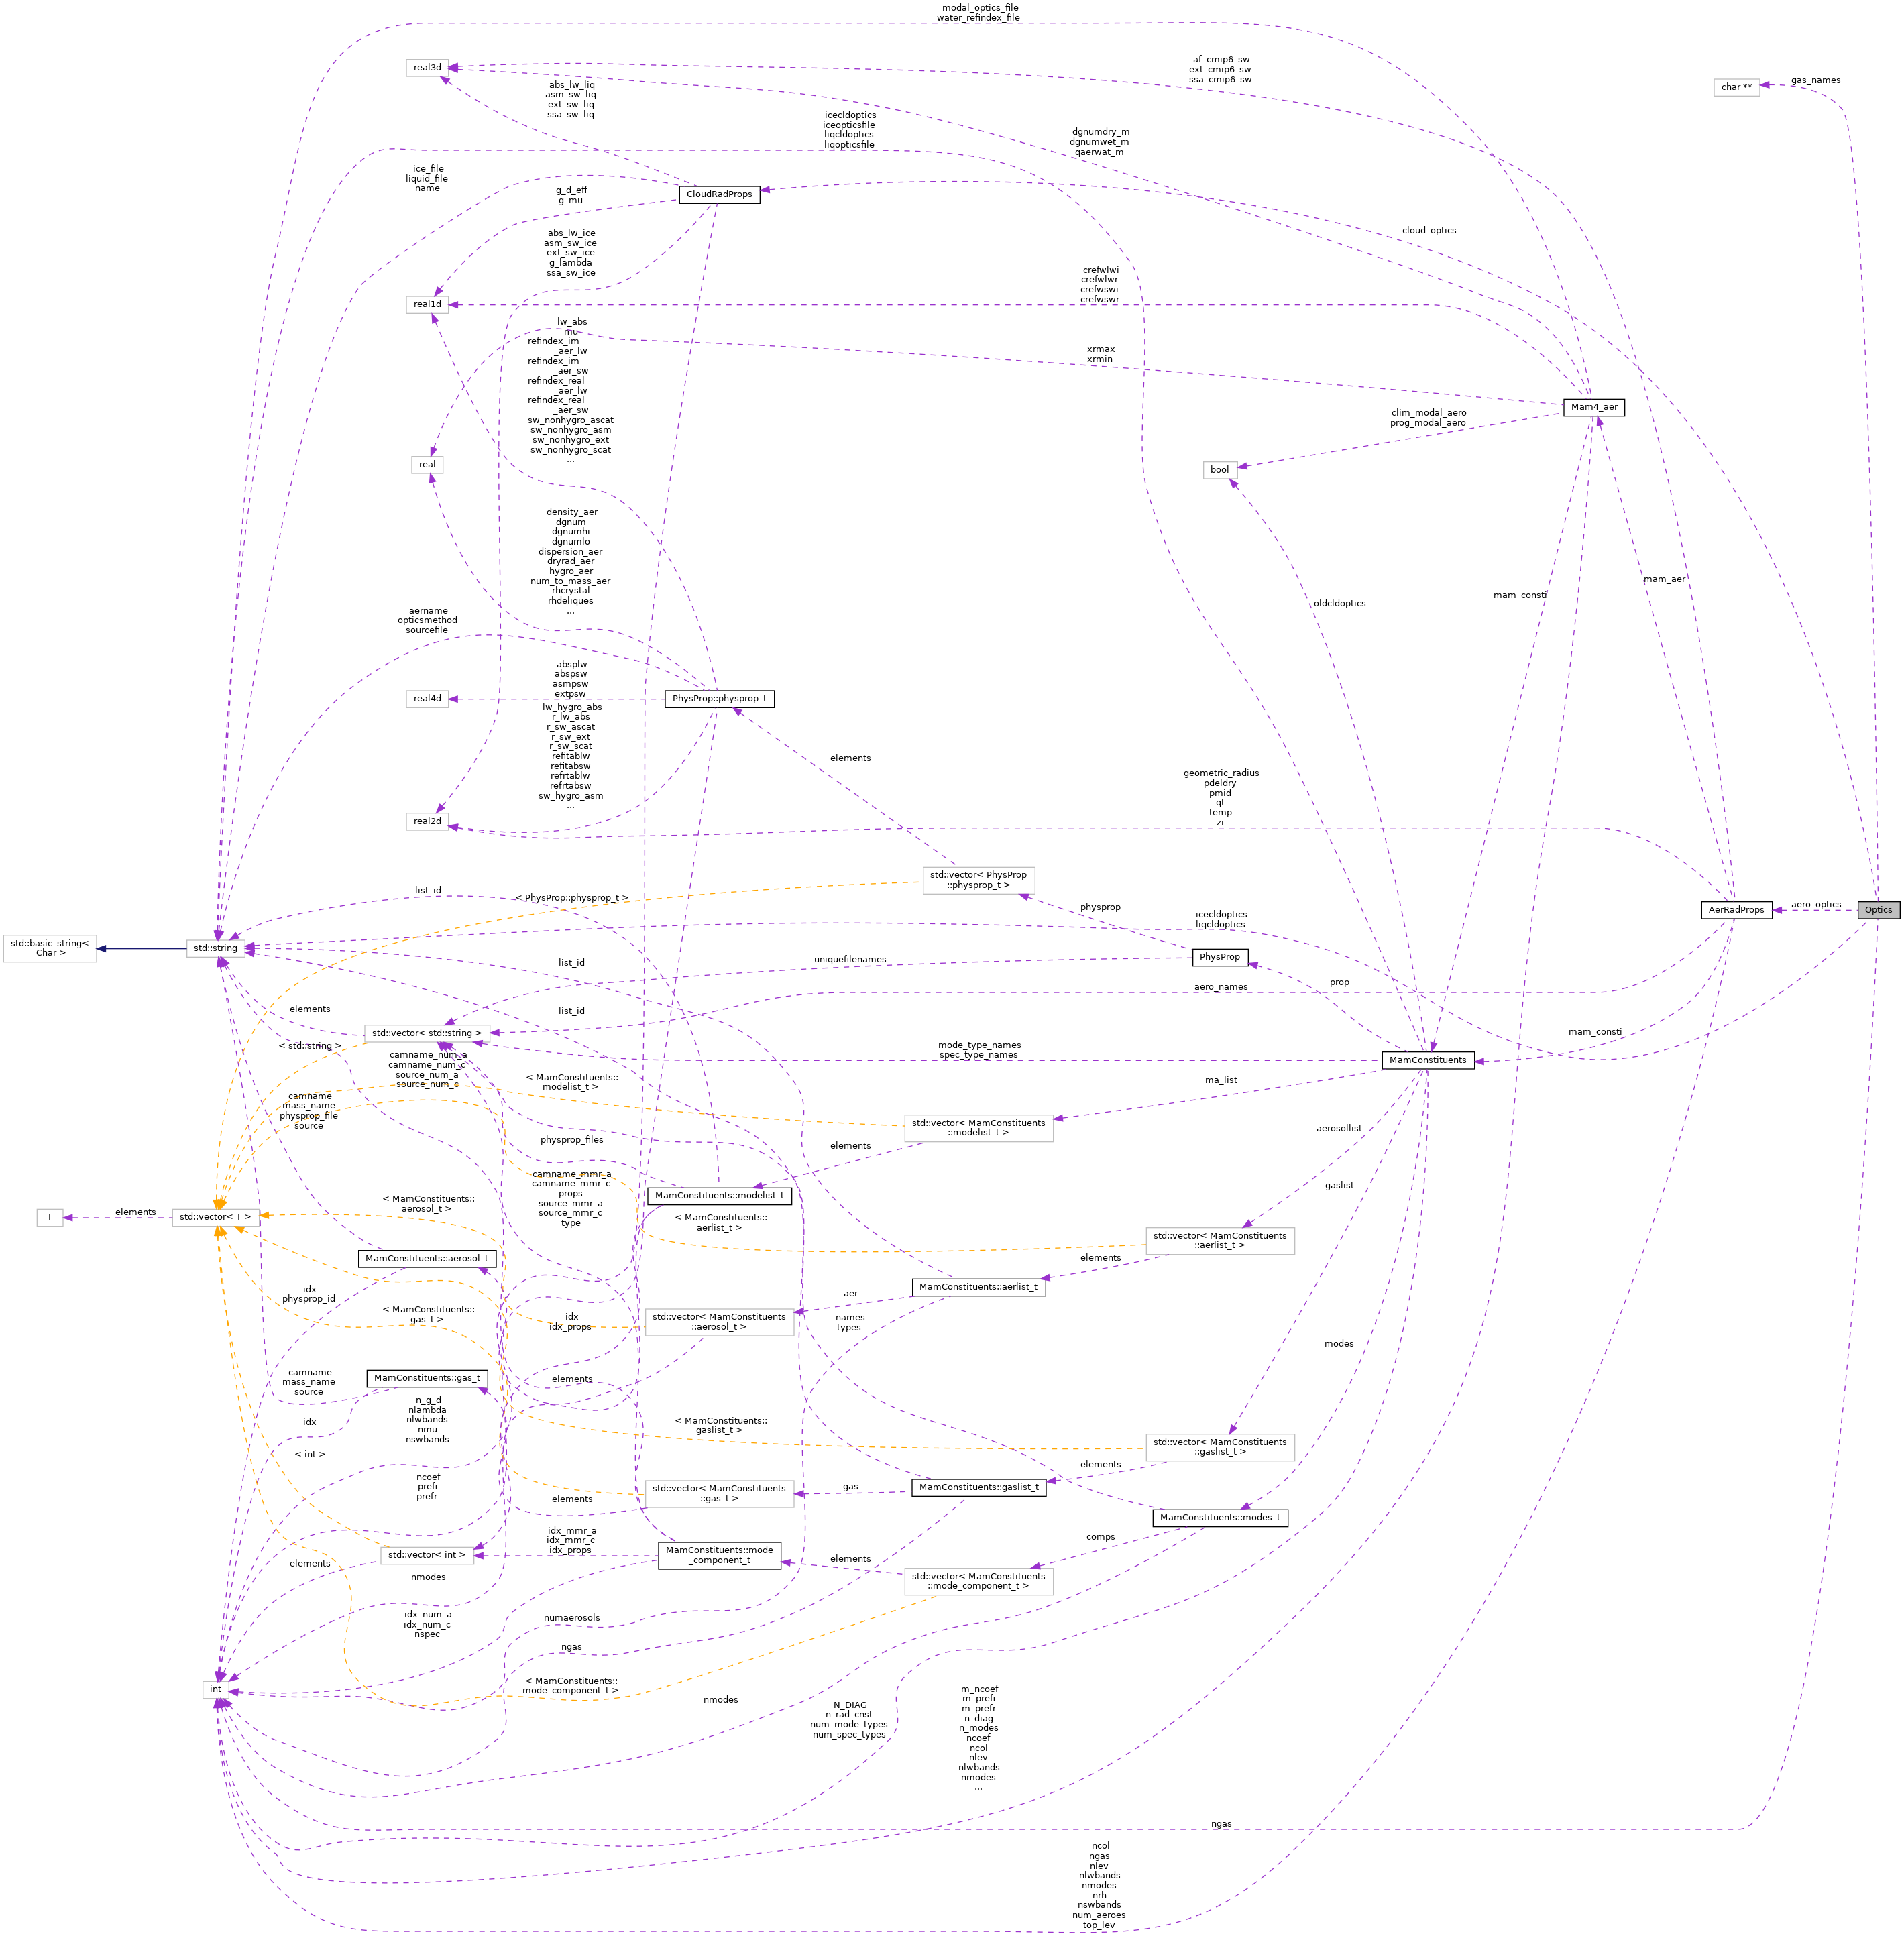 modal_optics_file
water_refindex_file
real3d
af_cmip6_sw
ext_cmip6_sw
ssa_cmip6_sw
gas_names
char **
abs_lw_liq
asm_sw_liq
ext_sw_liq
ssa_sw_liq
icecldoptics
iceopticsfile
liqcldoptics
liqopticsfile
dgnumdry_m
dgnumwet_m
qaerwat_m
ice_file
liquid_file
name
g_d_eff
g_mu
CloudRadProps
cloud_optics
abs_lw_ice
asm_sw_ice
ext_sw_ice
g_lambda
ssa_sw_ice
crefwlwi
crefwlwr
crefwswi
crefwswr
real1d
lw_abs
mu
refindex_im
_aer_lw
refindex_im
_aer_sw
refindex_real
_aer_lw
refindex_real
_aer_sw
sw_nonhygro_ascat
sw_nonhygro_asm
sw_nonhygro_ext
sw_nonhygro_scat
...
xrmax
xrmin
Mam4_aer
clim_modal_aero
prog_modal_aero
real
bool
density_aer
dgnum
dgnumhi
dgnumlo
dispersion_aer
dryrad_aer
hygro_aer
num_to_mass_aer
rhcrystal
rhdeliques
...
mam_consti
mam_aer
oldcldoptics
aername
opticsmethod
sourcefile
absplw
abspsw
asmpsw
extpsw
real4d
PhysProp::physprop_t
lw_hygro_abs
r_lw_abs
r_sw_ascat
r_sw_ext
r_sw_scat
refitablw
refitabsw
refrtablw
refrtabsw
sw_hygro_asm
...
elements
geometric_radius
pdeldry
pmid
qt
temp
zi
real2d
std::vector< PhysProp
::physprop_t >
list_id
< PhysProp::physprop_t >
physprop
icecldoptics
liqcldoptics
AerRadProps
aero_optics
Optics
std::basic_string<
Char >
std::string
list_id
uniquefilenames
PhysProp
prop
aero_names
elements
list_id
std::vector< std::string >
mam_consti
< std::string >
camname_num_a
camname_num_c
source_num_a
source_num_c
mode_type_names
spec_type_names
MamConstituents
< MamConstituents::
modelist_t >
ma_list
camname
mass_name
physprop_file
source
std::vector< MamConstituents
::modelist_t >
aerosollist
physprop_files
elements
camname_mmr_a
camname_mmr_c
props
source_mmr_a
source_mmr_c
type
MamConstituents::modelist_t
gaslist
T
elements
std::vector< T >
< MamConstituents::
aerosol_t >
< MamConstituents::
aerlist_t >
std::vector< MamConstituents
::aerlist_t >
MamConstituents::aerosol_t
elements
MamConstituents::aerlist_t
idx
physprop_id
< MamConstituents::
gas_t >
idx
idx_props
std::vector< MamConstituents
::aerosol_t >
aer
names
types
modes
camname
mass_name
source
MamConstituents::gas_t
elements
n_g_d
nlambda
nlwbands
nmu
nswbands
idx
< MamConstituents::
gaslist_t >
std::vector< MamConstituents
::gaslist_t >
< int >
ncoef
prefi
prefr
elements
std::vector< MamConstituents
::gas_t >
gas
elements
MamConstituents::gaslist_t
MamConstituents::modes_t
idx_mmr_a
idx_mmr_c
idx_props
std::vector< int >
MamConstituents::mode
_component_t
comps
elements
nmodes
elements
std::vector< MamConstituents
::mode_component_t >
idx_num_a
idx_num_c
nspec
numaerosols
ngas
int
< MamConstituents::
mode_component_t >
nmodes
N_DIAG
n_rad_cnst
num_mode_types
num_spec_types
m_ncoef
m_prefi
m_prefr
n_diag
n_modes
ncoef
ncol
nlev
nlwbands
nmodes
...
ngas
ncol
ngas
nlev
nlwbands
nmodes
nrh
nswbands
num_aeroes
top_lev